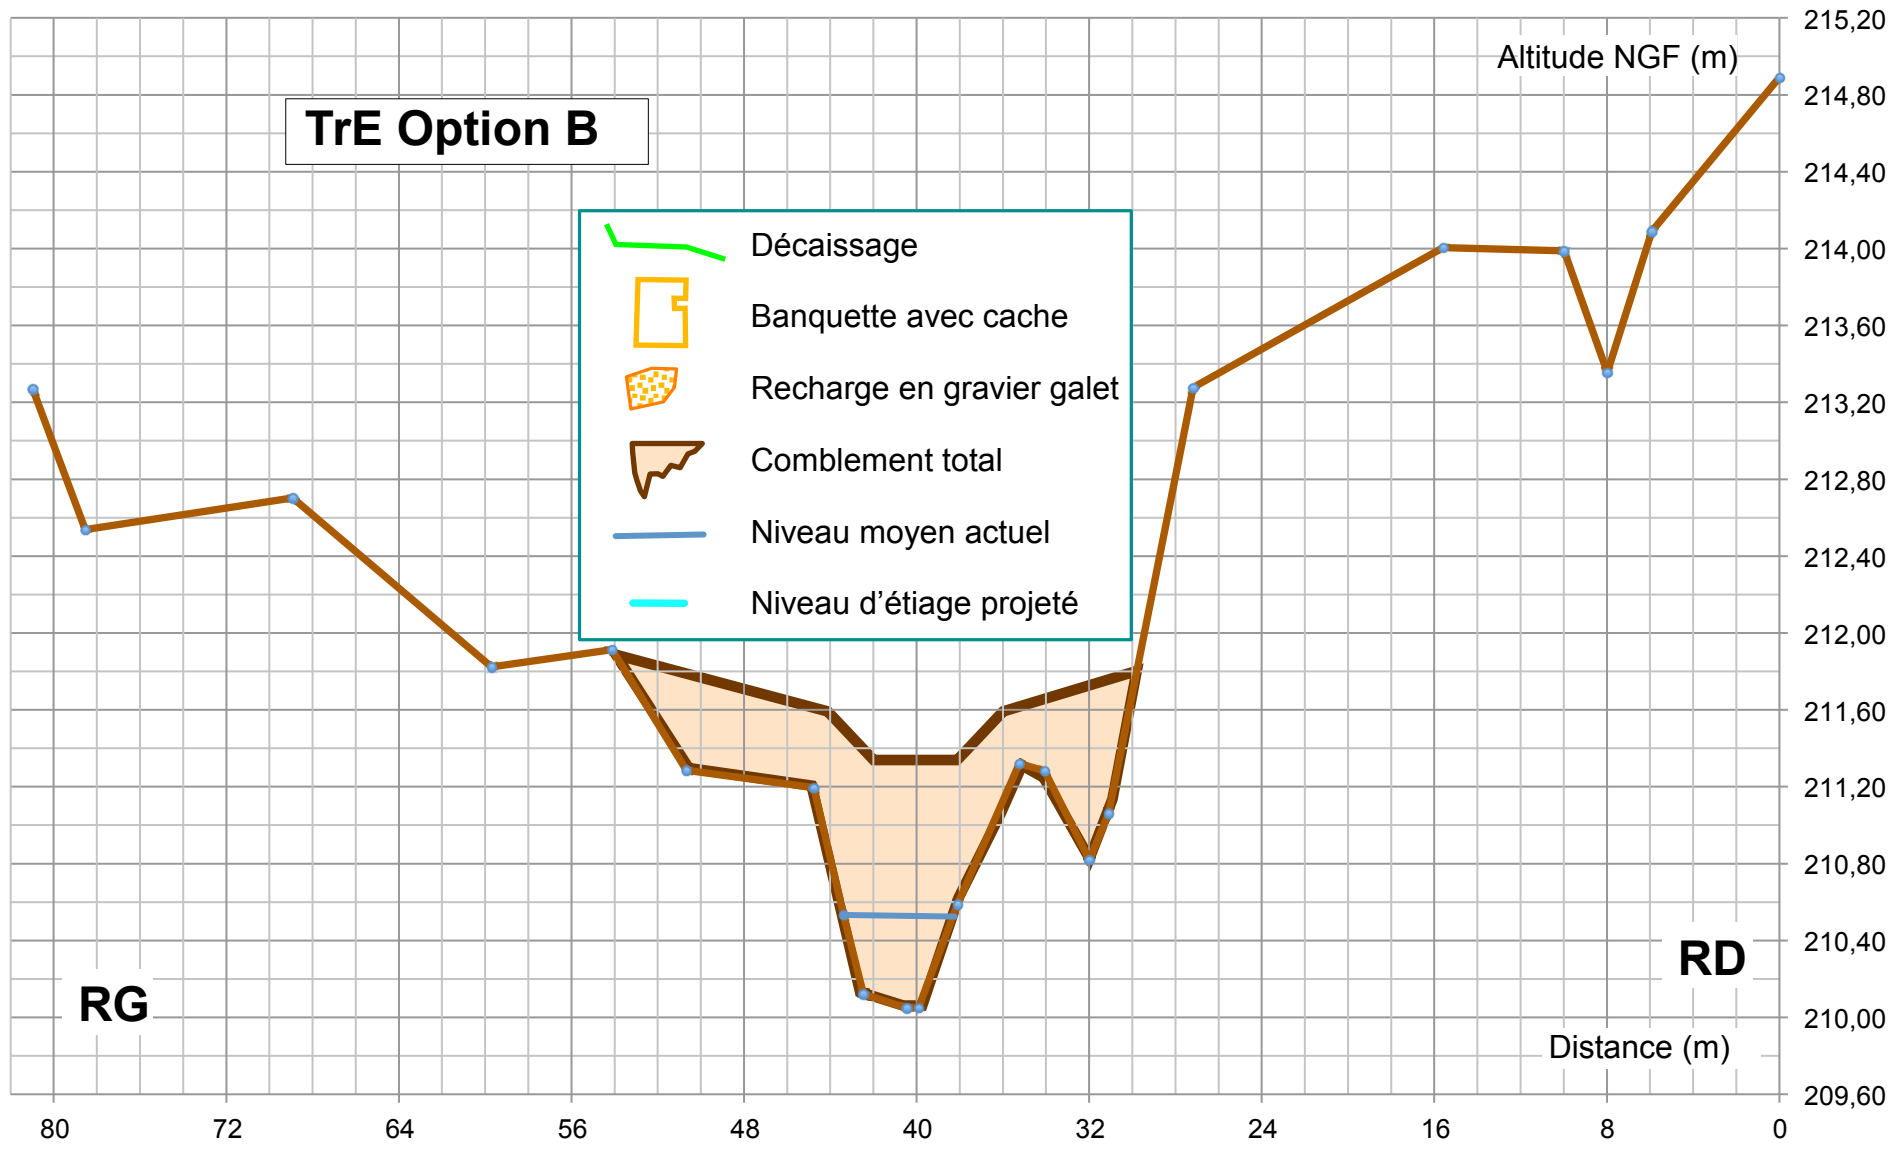 215,20
Altitude NGF (m)
214,80
TrE Option B
214,40
Décaissage
214,00
Banquette avec cache
213,60
Recharge en gravier galet
213,20
Comblement total
212,80
Niveau moyen actuel
212,40
Niveau d’étiage projeté
212,00
211,60
211,20
210,80
210,40
RD
RG
210,00
Distance (m)
209,60
80 72 64 56 48 40 32 24 16 8 0